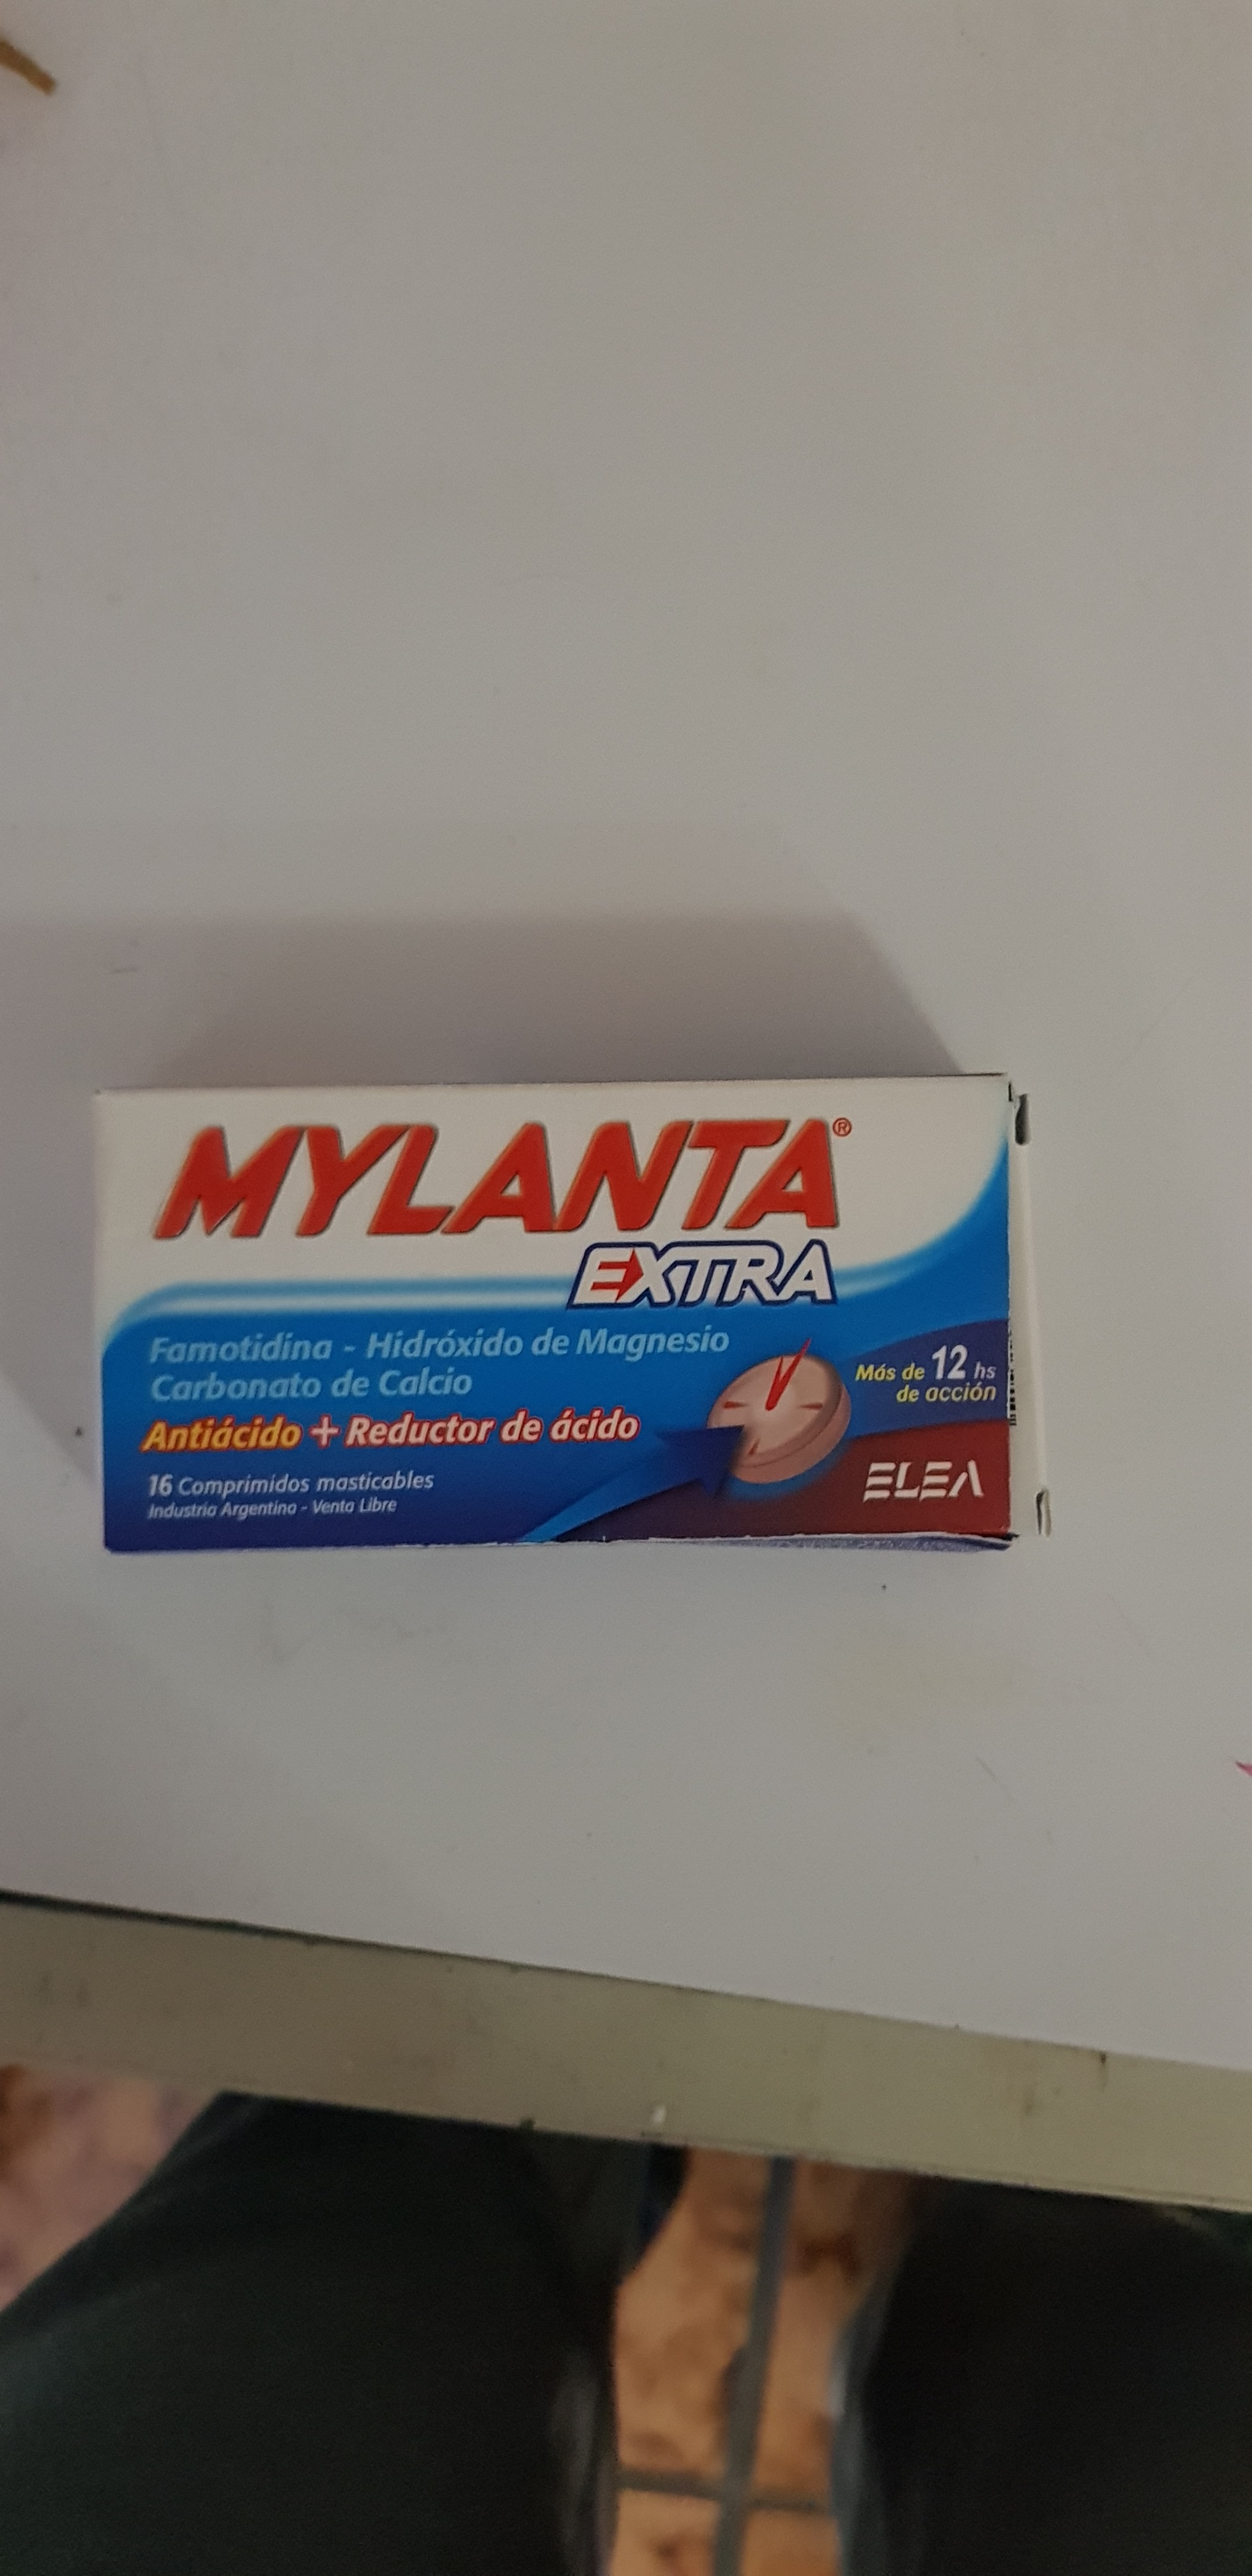 MYLANTA®
EXTRA
Famotidina - Hidróxido de Magnesio
Carbonato de Calcio
Antiácido + Reductor de ácido
16 Comprimidos masticables
Industria Argentina - Venta Libre
Más de 12 hs
de acción
ELEA